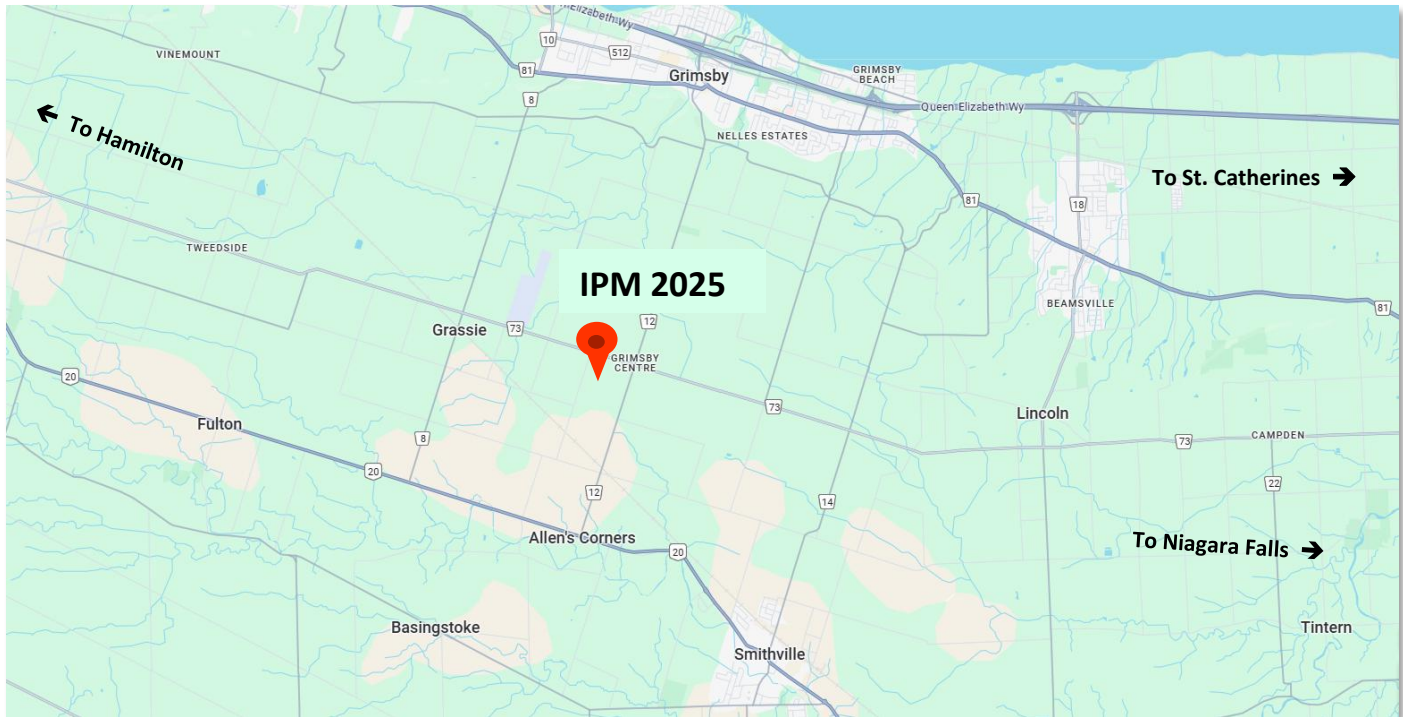 Elizabeth Wy
10
512
VINEMOUNT
81
Grimsby
GRIMSBY
BEACH
8
Queen Elizabeth Wy
← To Hamilton
NELLES ESTATES
To St. Catherines →
81
18
TWEEDSIDE
IPM 2025
BEAMSVILLE
81
Grassie
73
12
GRIMSBY
CENTRE
20
73
Lincoln
Fulton
8
73
CAMPDEN
20
22
12
14
Allen's Corners
20
To Niagara Falls →
Basingstoke
Tintern
Smithville